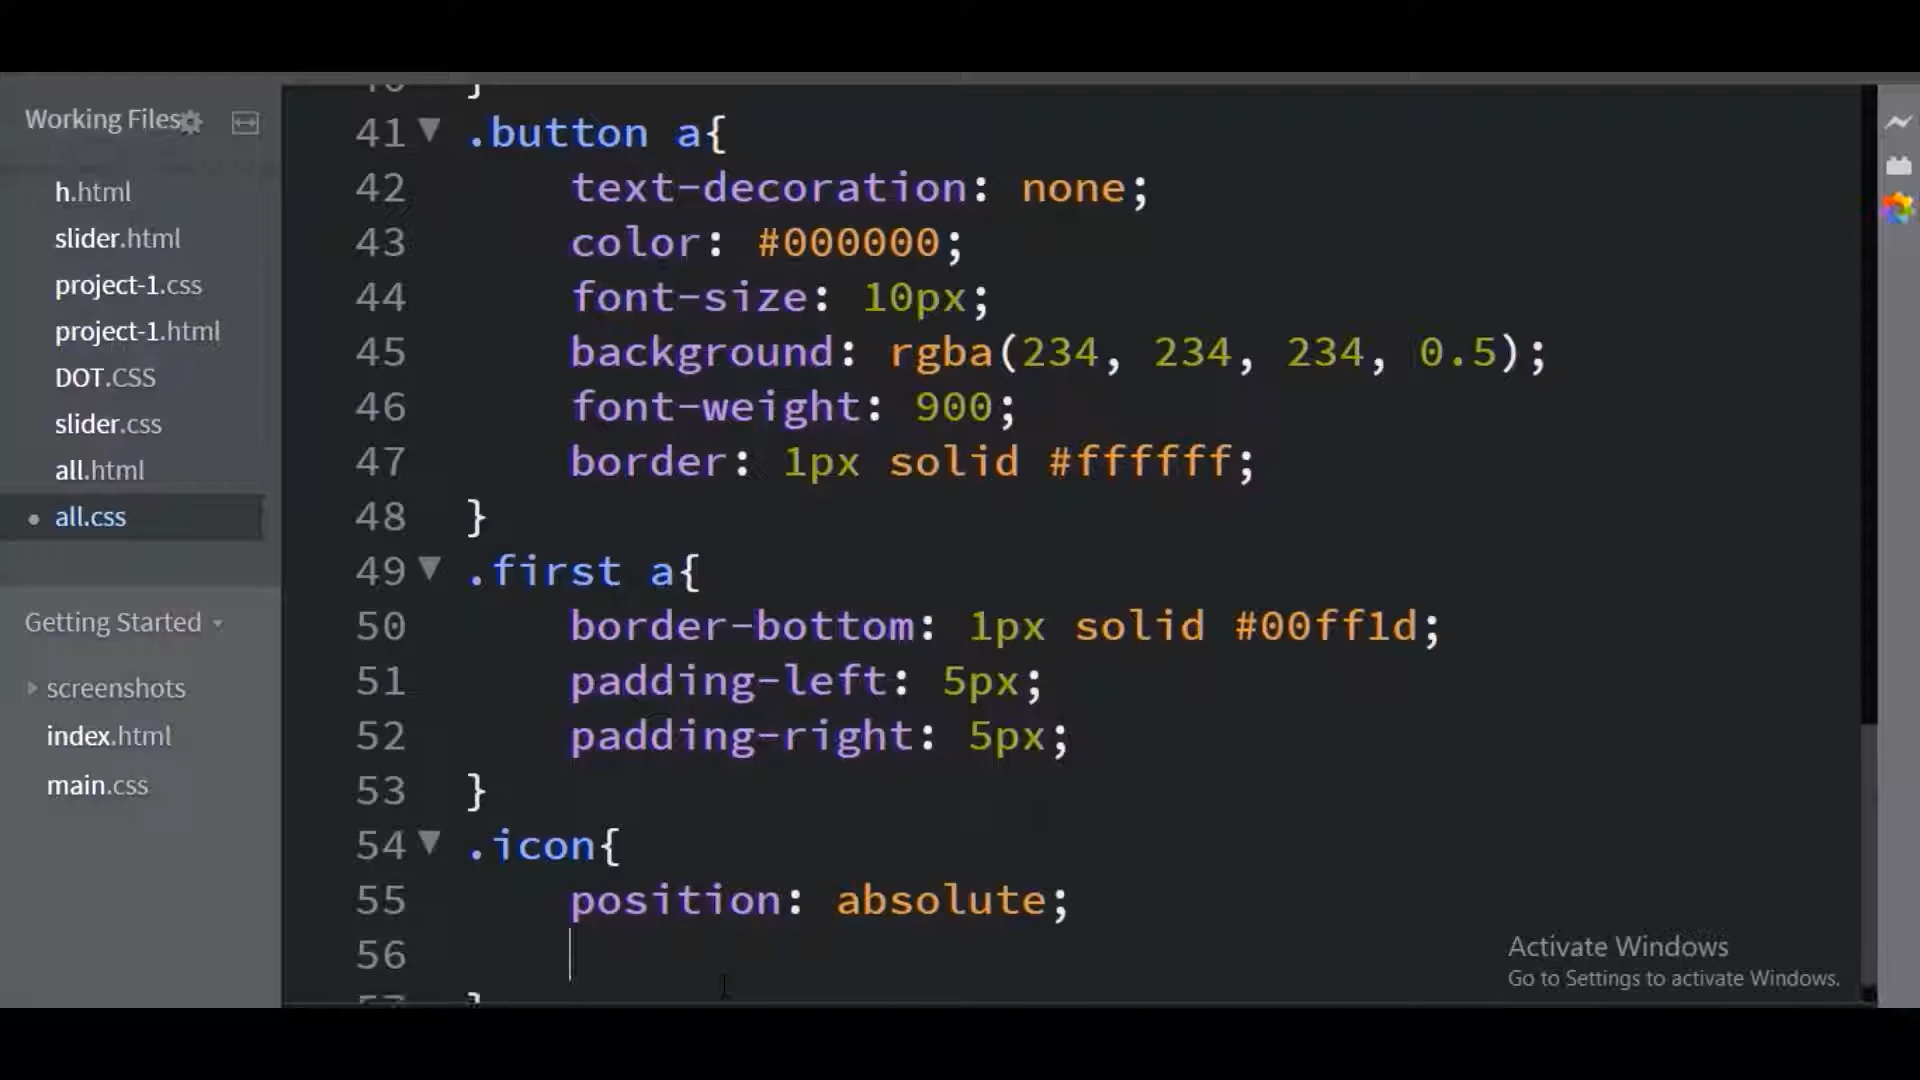 Working Files
h.html
slider.html
project-1.css
project-1.html
DOT.CSS
slider.css
all.html
all.css
Getting Started
screenshots
index.html
main.css
}
41 .button a{
42 text-decoration: none;
43 color: #000000;
44 font-size: 10px;
45 background: rgba(234, 234, 234, 0.5);
46 font-weight: 900;
47 border: 1px solid #ffffff;
48 }
49 .first a{
50 border-bottom: 1px solid #00ff1d;
51 padding-left: 5px;
52 padding-right: 5px;
53 }
54 .icon{
55 position: absolute;
56
Activate Windows
Go to Settings to activate Windows.